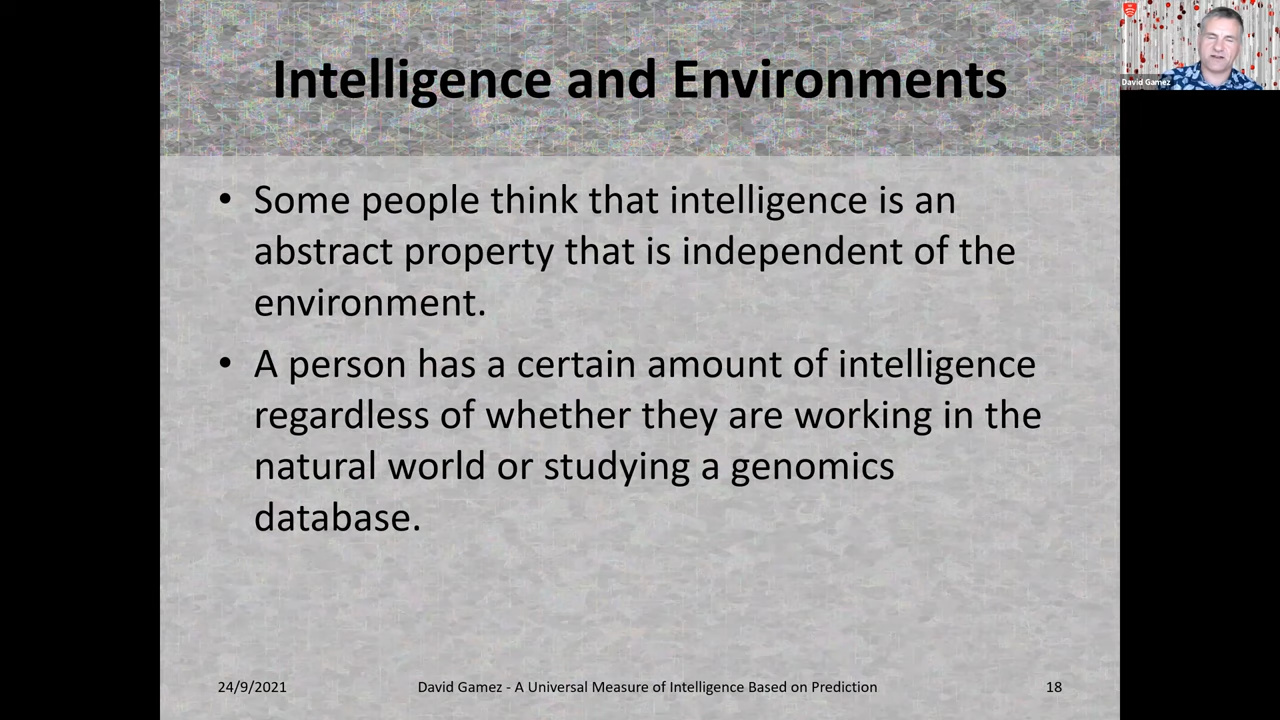 Intelligence and Environments
David Gamez
• Some people think that intelligence is an
abstract property that is independent of the
environment.
• A person has a certain amount of intelligence
regardless of whether they are working in the
natural world or studying a genomics
database.
24/9/2021
David Gamez - A Universal Measure of Intelligence Based on Prediction
18